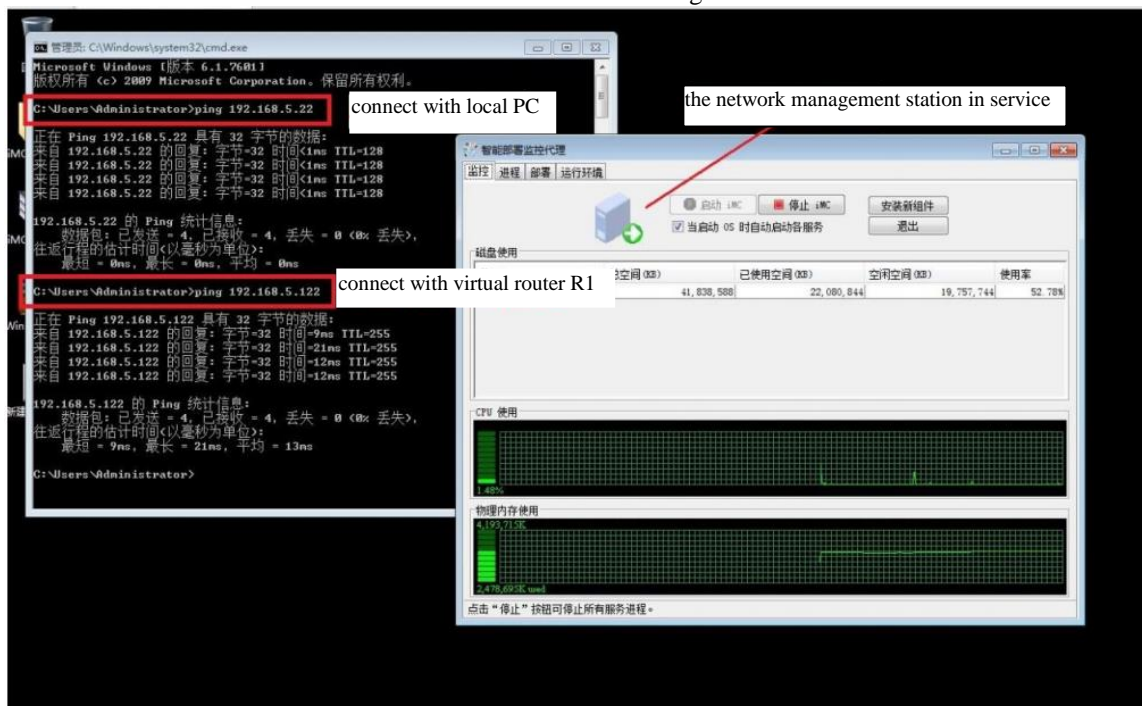 管理员: C:\Windows\system32\cmd.exe
Microsoft Windows [版本 6.1.7601]
版权所有 (c) 2009 Microsoft Corporation。保留所有权利。
C:\Users\Administrator>ping 192.168.5.22
connect with local PC
正在 Ping 192.168.5.22 具有 32 字节的数据:
来自 192.168.5.22 的回复: 字节=32 时间<1ms TTL=128
来自 192.168.5.22 的回复: 字节=32 时间<1ms TTL=128
来自 192.168.5.22 的回复: 字节=32 时间<1ms TTL=128
来自 192.168.5.22 的回复: 字节=32 时间<1ms TTL=128
192.168.5.22 的 Ping 统计信息:
数据包: 已发送 = 4，已接收 = 4，丢失 = 0 (0% 丢失)，
往返行程的估计时间(以毫秒为单位):
最短 = 0ms，最长 = 0ms，平均 = 0ms
C:\Users\Administrator>ping 192.168.5.122
connect with virtual router R1
正在 Ping 192.168.5.122 具有 32 字节的数据:
来自 192.168.5.122 的回复: 字节=32 时间=9ms TTL=255
来自 192.168.5.122 的回复: 字节=32 时间=21ms TTL=255
来自 192.168.5.122 的回复: 字节=32 时间=12ms TTL=255
来自 192.168.5.122 的回复: 字节=32 时间=12ms TTL=255
192.168.5.122 的 Ping 统计信息:
数据包: 已发送 = 4，已接收 = 4，丢失 = 0 (0% 丢失)，
往返行程的估计时间(以毫秒为单位):
最短 = 9ms，最长 = 21ms，平均 = 13ms
C:\Users\Administrator>
the network management station in service
智能部署监控代理
监控 进程 部署 运行环境
启动 iMC 停止 iMC 安装新组件
当启动 OS 时自动启动各服务 退出
磁盘使用
空间(KB) 已使用空间(KB) 空闲空间(KB) 使用率
41,838,588 22,080,844 19,757,744 52.78%
CPU 使用
1.48%
物理内存使用
4,193,715K
2,478,695K used
点击“停止”按钮可停止所有服务进程。